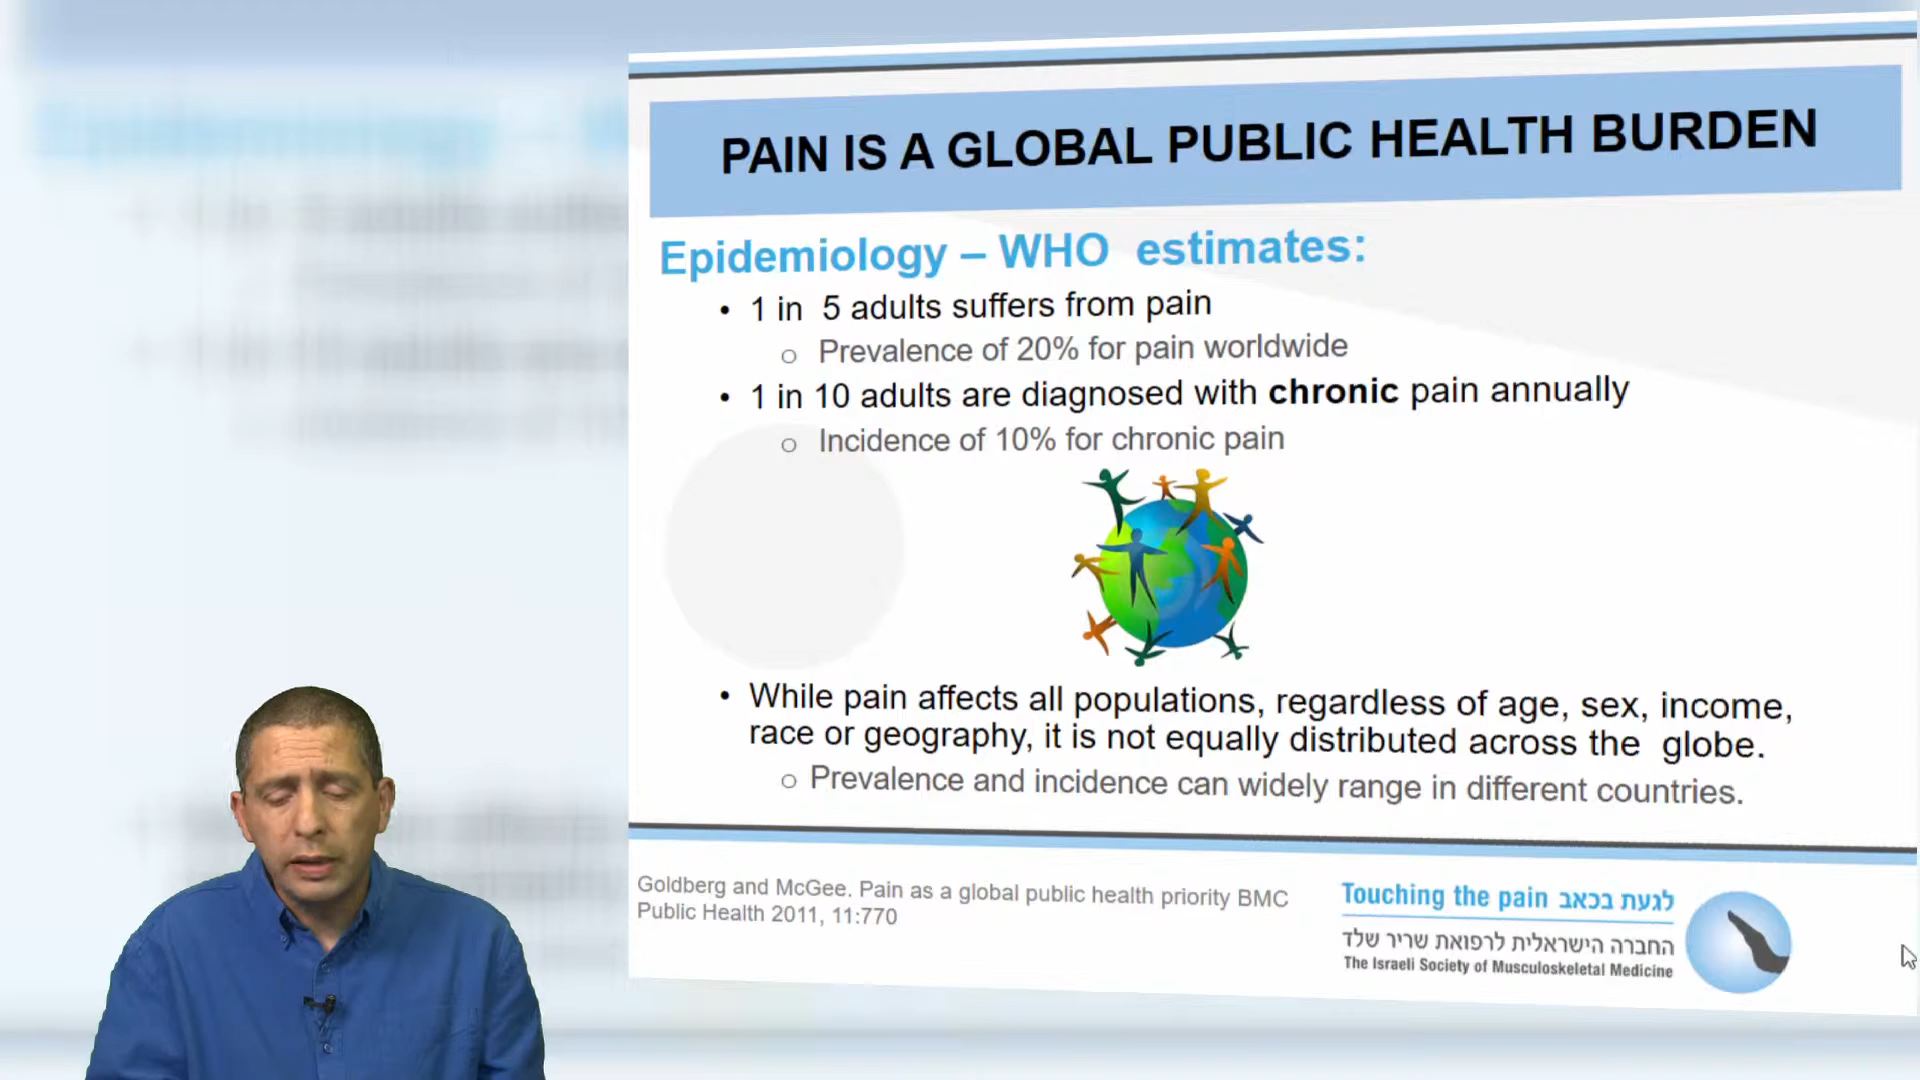 PAIN IS A GLOBAL PUBLIC HEALTH BURDEN
Epidemiology – WHO estimates:
• 1 in 5 adults suffers from pain
o Prevalence of 20% for pain worldwide
• 1 in 10 adults are diagnosed with chronic pain annually
o Incidence of 10% for chronic pain
• While pain affects all populations, regardless of age, sex, income,
race or geography, it is not equally distributed across the globe.
o Prevalence and incidence can widely range in different countries.
Goldberg and McGee. Pain as a global public health priority BMC
Public Health 2011, 11:770
Touching the pain לגעת בכאב
החברה הישראלית לרפואת שריר שלד
The Israeli Society of Musculoskeletal Medicine